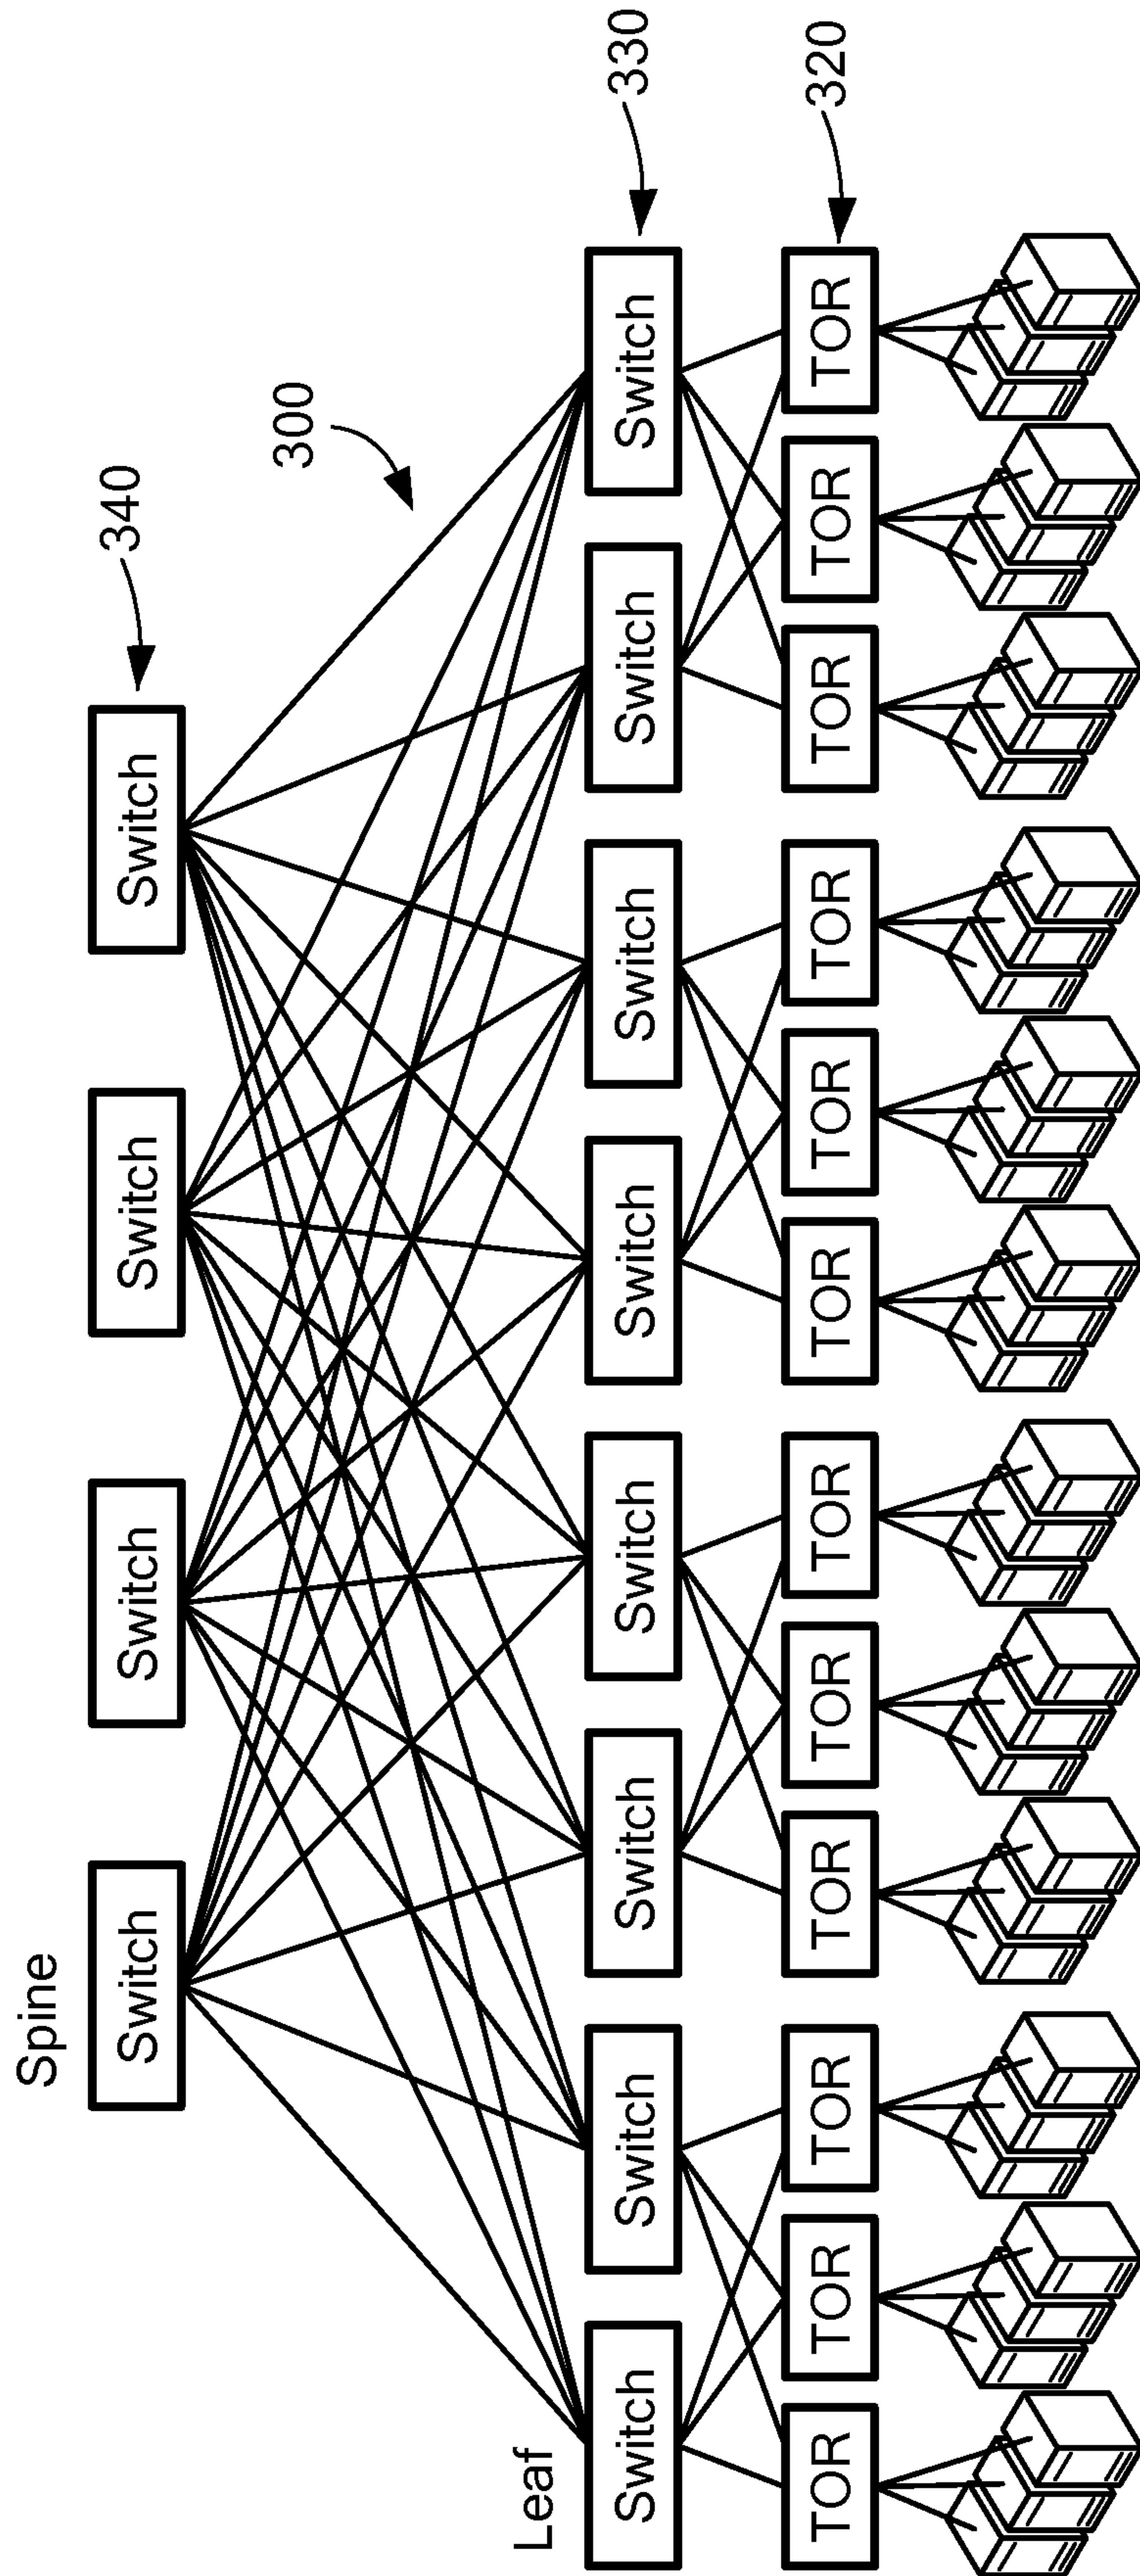 Spine
Switch Switch Switch Switch 340
300
Leaf
Switch Switch Switch Switch Switch Switch Switch Switch 330
TOR TOR TOR TOR TOR TOR TOR TOR TOR TOR TOR TOR 320